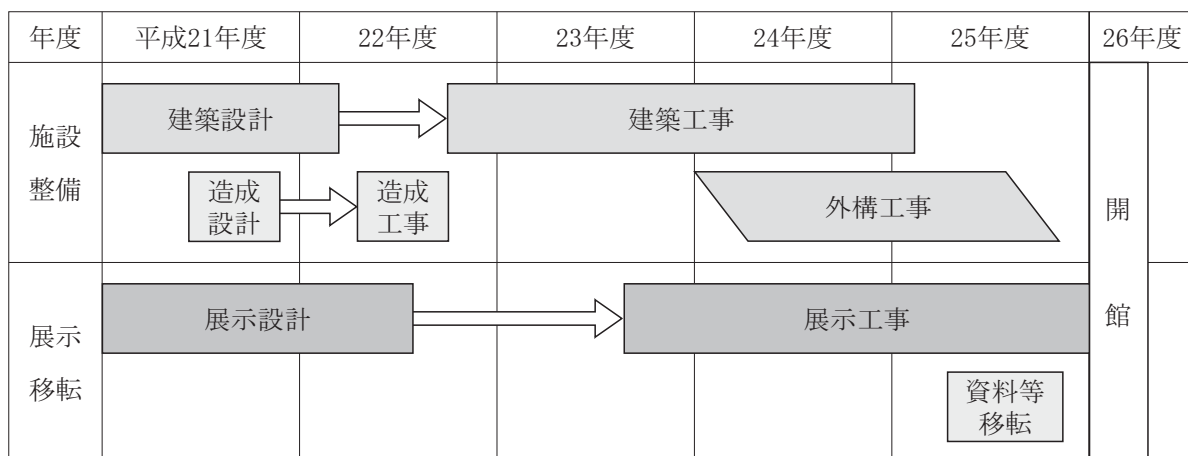 年度 平成21年度 22年度 23年度 24年度 25年度 26年度
施設
整備
建築設計
建築工事
造成
設計
造成
工事
外構工事
展示
移転
展示設計
展示工事
資料等
移転
開
館